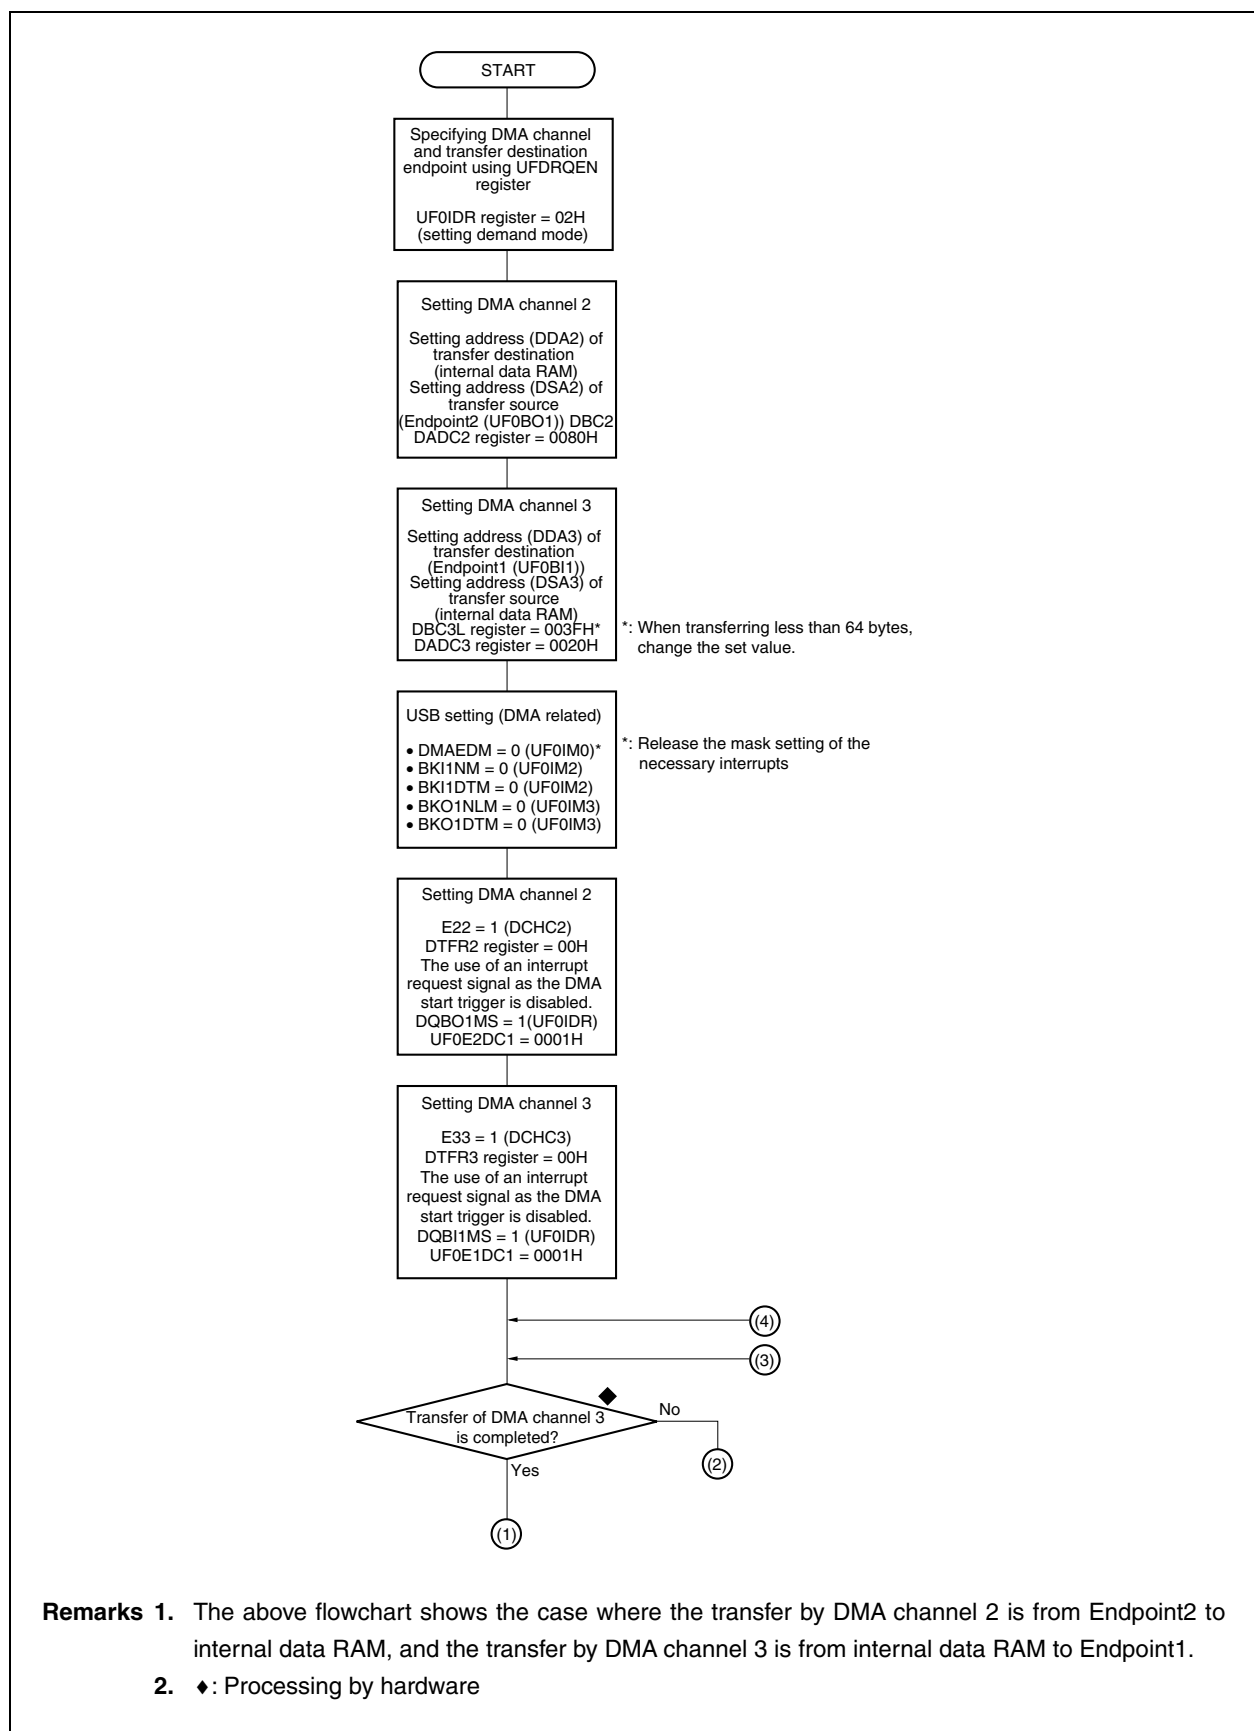 START
Specifying DMA channel
and transfer destination
endpoint using UFDRQEN
register
UF0IDR register = 02H
(setting demand mode)
Setting DMA channel 2
Setting address (DDA2) of
transfer destination
(internal data RAM)
Setting address (DSA2) of
transfer source
(Endpoint2 (UF0BO1)) DBC2
DADC2 register = 0080H
Setting DMA channel 3
Setting address (DDA3) of
transfer destination
(Endpoint1 (UF0BI1))
Setting address (DSA3) of
transfer source
(internal data RAM)
DBC3L register = 003FH*
DADC3 register = 0020H
*: When transferring less than 64 bytes,
change the set value.
USB setting (DMA related)
• DMAEDM = 0 (UF0IM0)*
• BKI1NM = 0 (UF0IM2)
• BKI1DTM = 0 (UF0IM2)
• BKO1NLM = 0 (UF0IM3)
• BKO1DTM = 0 (UF0IM3)
*: Release the mask setting of the
necessary interrupts
Setting DMA channel 2
E22 = 1 (DCHC2)
DTFR2 register = 00H
The use of an interrupt
request signal as the DMA
start trigger is disabled.
DQBO1MS = 1(UF0IDR)
UF0E2DC1 = 0001H
Setting DMA channel 3
E33 = 1 (DCHC3)
DTFR3 register = 00H
The use of an interrupt
request signal as the DMA
start trigger is disabled.
DQBI1MS = 1 (UF0IDR)
UF0E1DC1 = 0001H
(4)
(3)
◆
Transfer of DMA channel 3
is completed?
No
(2)
Yes
(1)
Remarks 1. The above flowchart shows the case where the transfer by DMA channel 2 is from Endpoint2 to
internal data RAM, and the transfer by DMA channel 3 is from internal data RAM to Endpoint1.
2. ♦: Processing by hardware